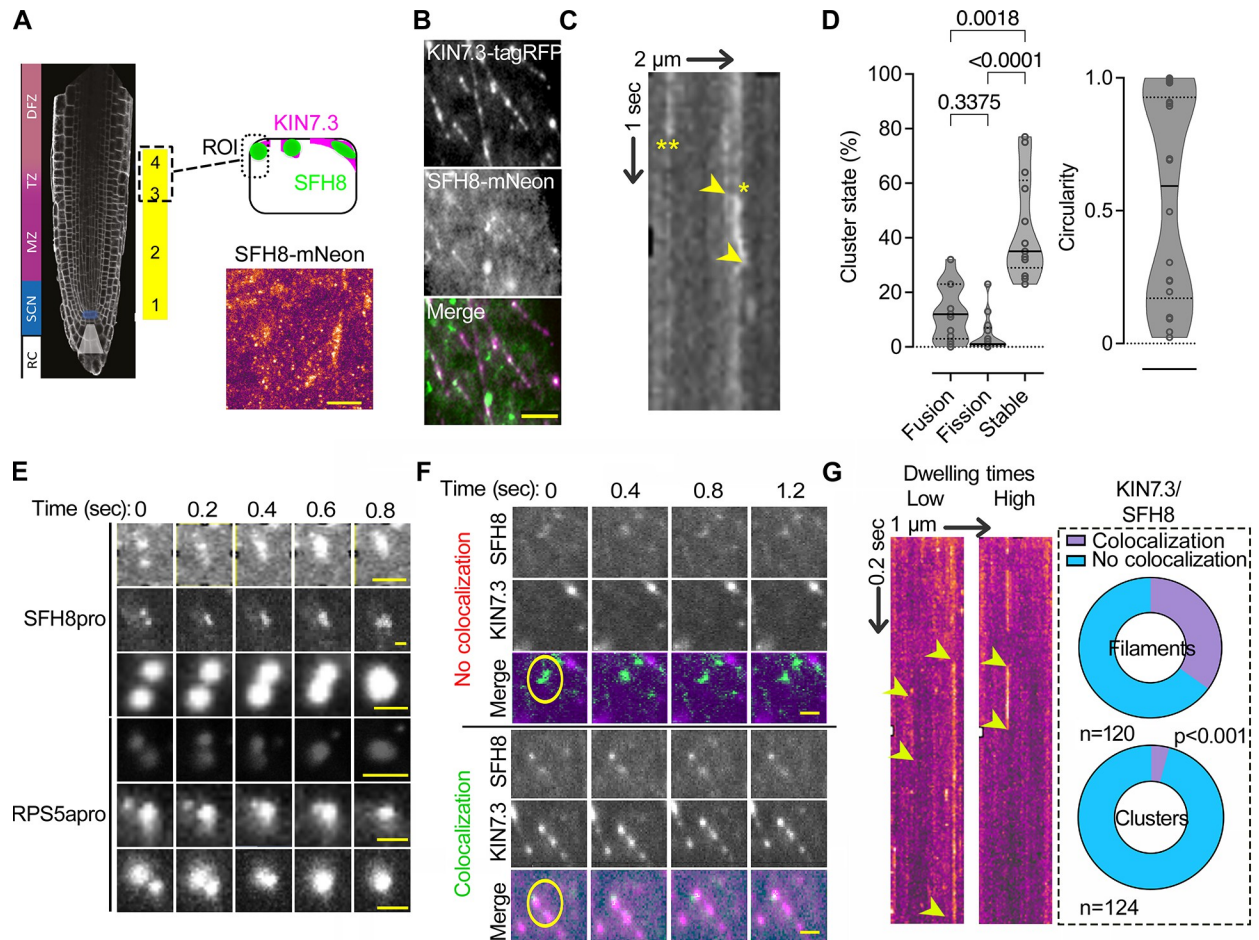 A
DFZ
TZ
MZ
SCN
RC
4
3
2
1
ROI
KIN7.3
SFH8
SFH8-mNeon
B
KIN7.3-tagRFP
SFH8-mNeon
Merge
C
2 µm
1 sec
**
*
D
0.0018
<0.0001
0.3375
Cluster state (%)
100
80
60
40
20
0
Fusion
Fission
Stable
Circularity
1.0
0.5
0
E
Time (sec): 0 0.2 0.4 0.6 0.8
SFH8pro
RPS5apro
F
Time (sec): 0 0.4 0.8 1.2
No colocalization
SFH8
KIN7.3
Merge
Colocalization
SFH8
KIN7.3
Merge
G
Dwelling times
Low High
1 µm
0.2 sec
KIN7.3/
SFH8
Colocalization
No colocalization
Filaments
n=120 p<0.001
Clusters
n=124